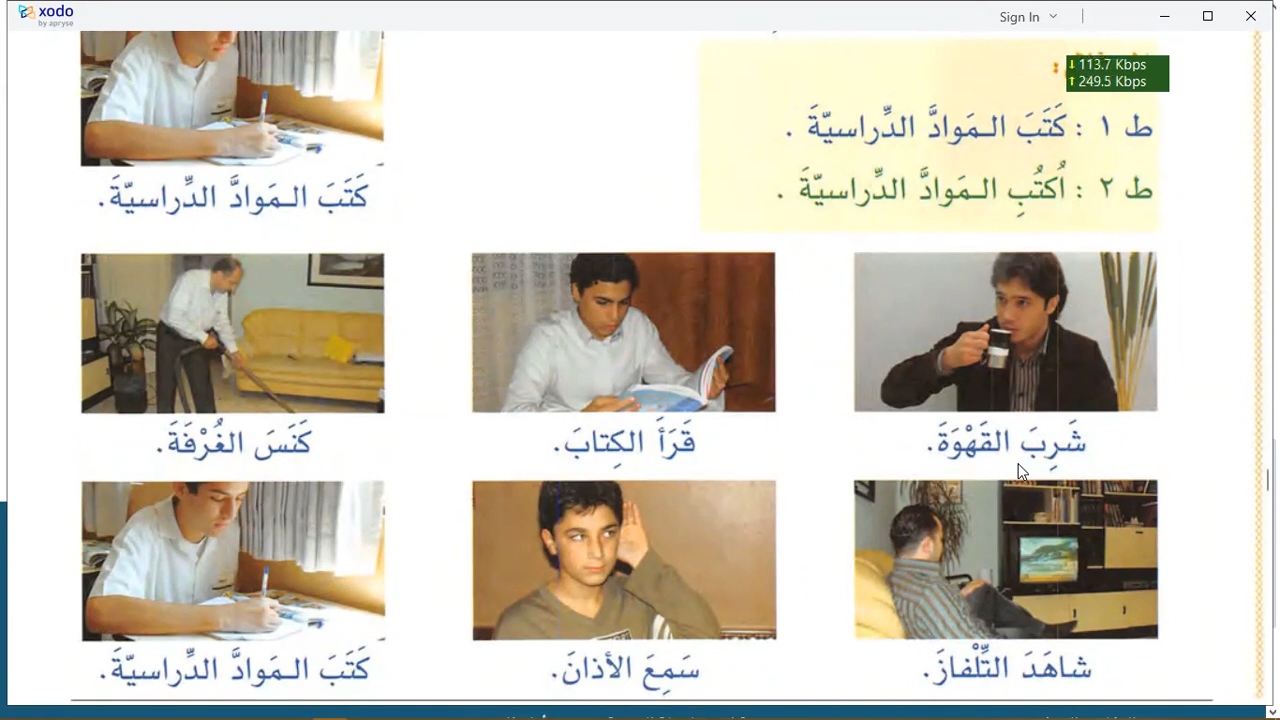 xodo
by apryse
Sign In
↓ 113.7 Kbps
↑ 249.5 Kbps
ط ١ : كَتَبَ الـمَوادَّ الدِّراسيّةَ .
ط ٢ : اُكتُبِ الـمَوادَّ الدِّراسيّةَ .
كَتَبَ الـمَوادَّ الدِّراسيّةَ.
شَرِبَ القَهْوَةَ.
قَرَأَ الكِتابَ.
كَنَسَ الغُرْفَةَ.
شاهَدَ التِّلْفازَ.
سَمِعَ الأذانَ.
كَتَبَ الـمَوادَّ الدِّراسيّةَ.